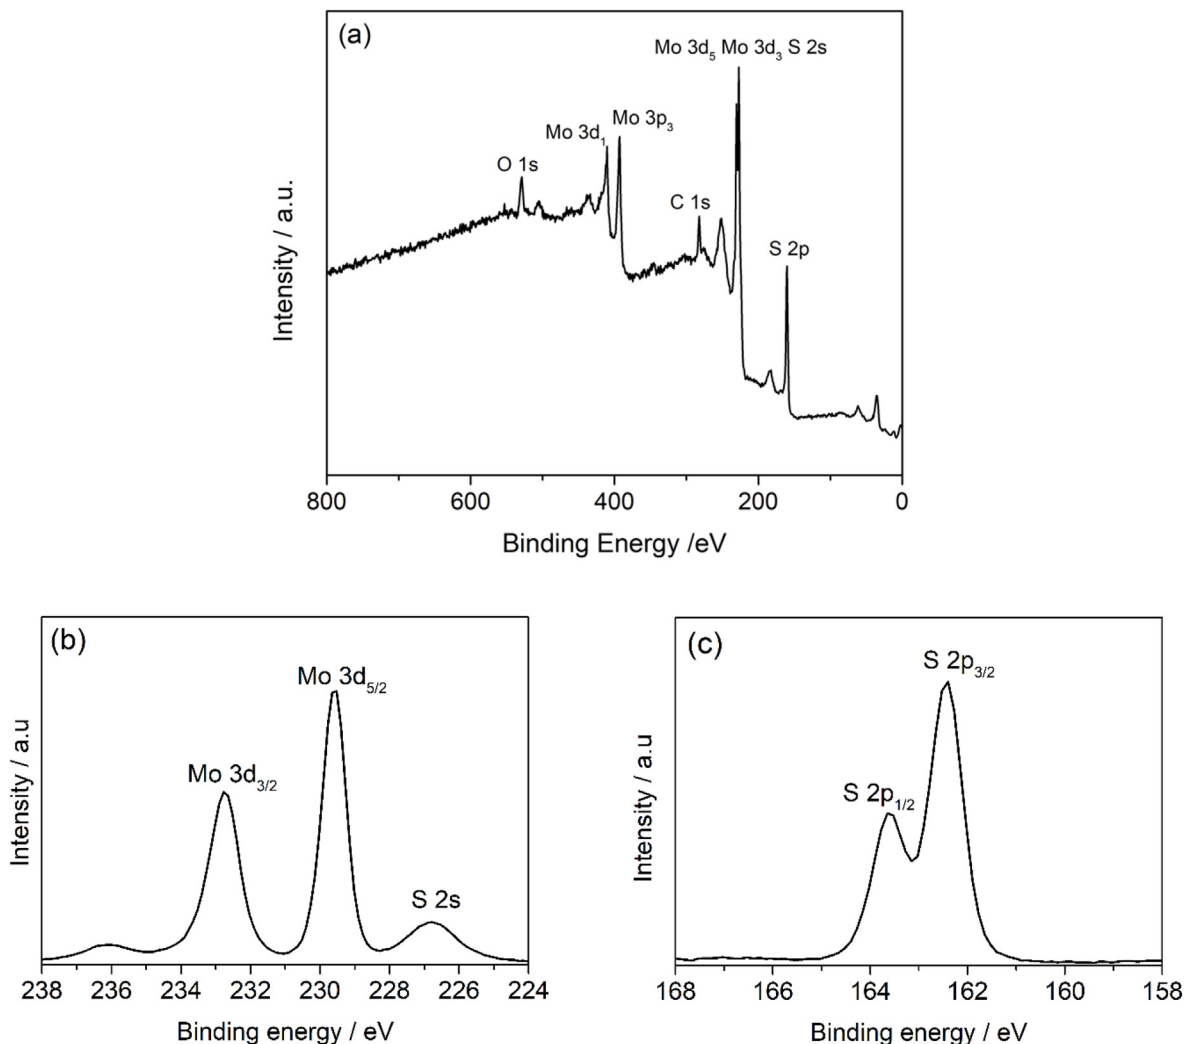 (a)
Mo 3d₅ Mo 3d₃ S 2s
Mo 3d₁
Mo 3p₃
O 1s
C 1s
S 2p
Intensity / a.u.
800 600 400 200 0
Binding Energy /eV
(b)
Mo 3d₅/₂
Mo 3d₃/₂
S 2s
Intensity / a.u
238 236 234 232 230 228 226 224
Binding energy / eV
(c)
S 2p₃/₂
S 2p₁/₂
Intensity / a.u
168 166 164 162 160 158
Binding energy / eV